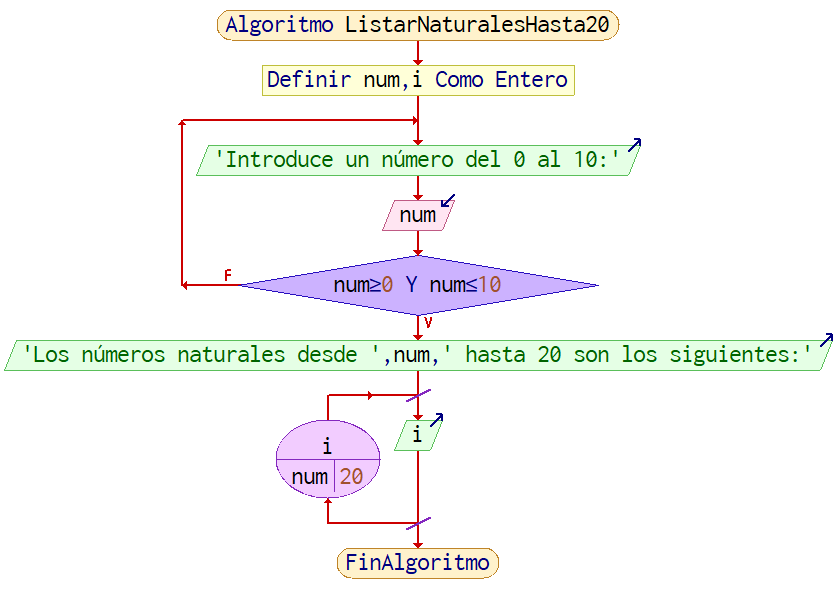 Algoritmo ListarNaturalesHasta20
Definir num,i Como Entero
'Introduce un número del 0 al 10:'
num
F
num≥0 Y num≤10
V
'Los números naturales desde ',num,' hasta 20 son los siguientes:'
i
i
num 20
FinAlgoritmo